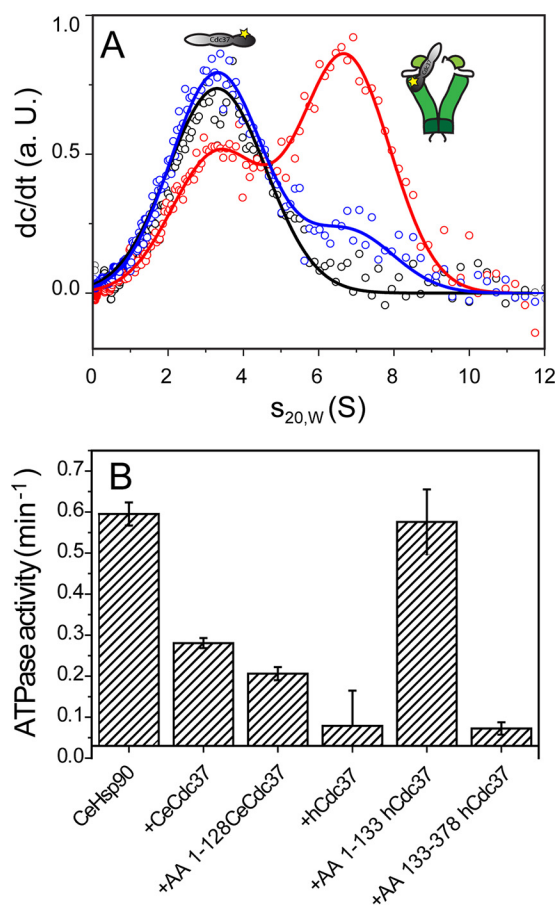 A
Cdc37
Cdc37
dc/dt (a. U.)
1.0
0.5
0.0
0 2 4 6 8 10 12
s20,W (S)
B
ATPase activity (min-1)
0.7
0.6
0.5
0.3
0.2
0.1
0.0
CeHsp90
+CeCdc37
+AA 1-128CeCdc37
+hCdc37
+AA 1-133 hCdc37
+AA 133-378 hCdc37